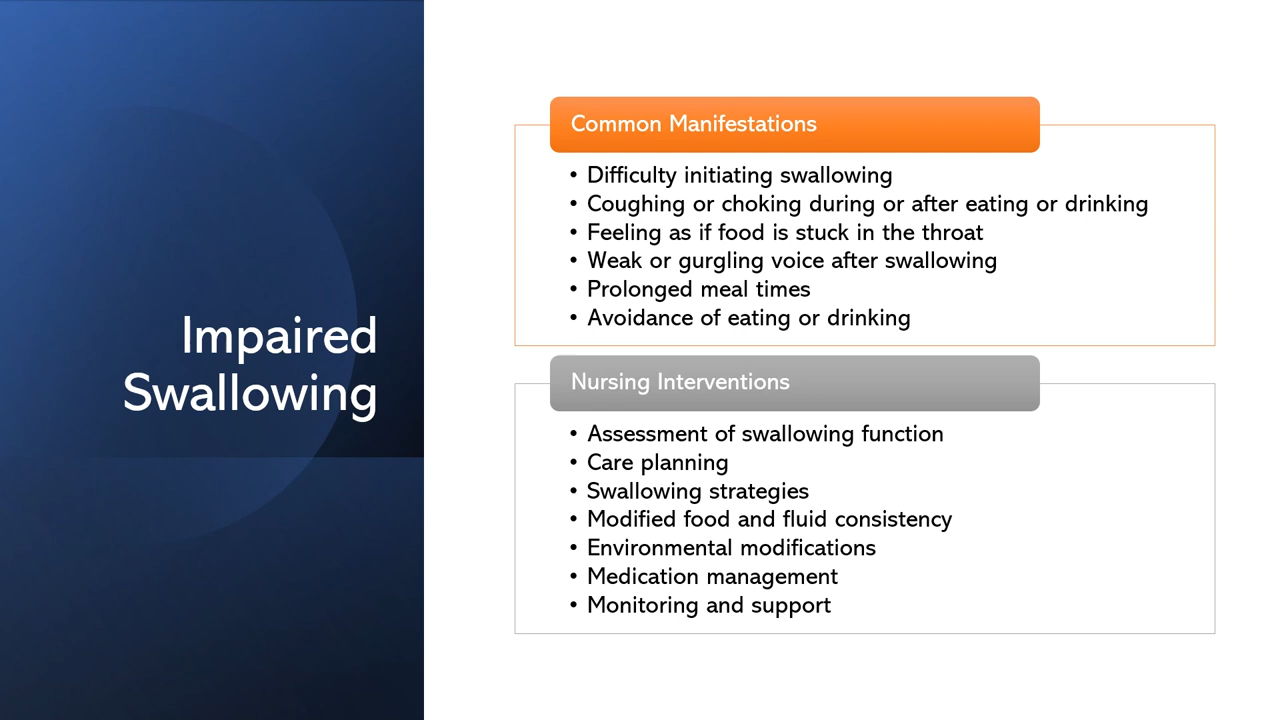 Impaired
Swallowing
Common Manifestations
• Difficulty initiating swallowing
• Coughing or choking during or after eating or drinking
• Feeling as if food is stuck in the throat
• Weak or gurgling voice after swallowing
• Prolonged meal times
• Avoidance of eating or drinking
Nursing Interventions
• Assessment of swallowing function
• Care planning
• Swallowing strategies
• Modified food and fluid consistency
• Environmental modifications
• Medication management
• Monitoring and support